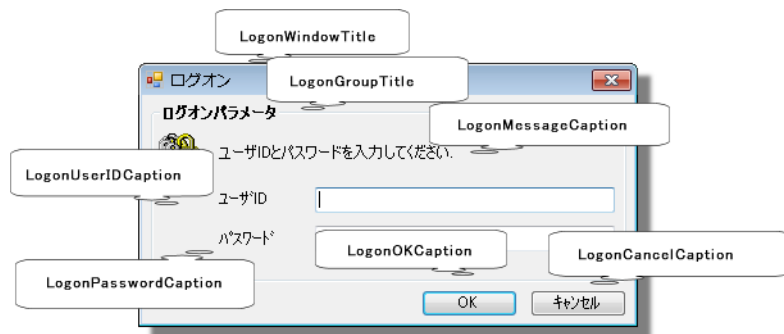 LogonWindowTitle
ログオン
LogonGroupTitle
ログオンパラメータ
LogonMessageCaption
ユーザIDとパスワードを入力してください.
LogonUserIDCaption
ユーザID
パスワード
LogonOKCaption
LogonCancelCaption
LogonPasswordCaption
OK
キャンセル